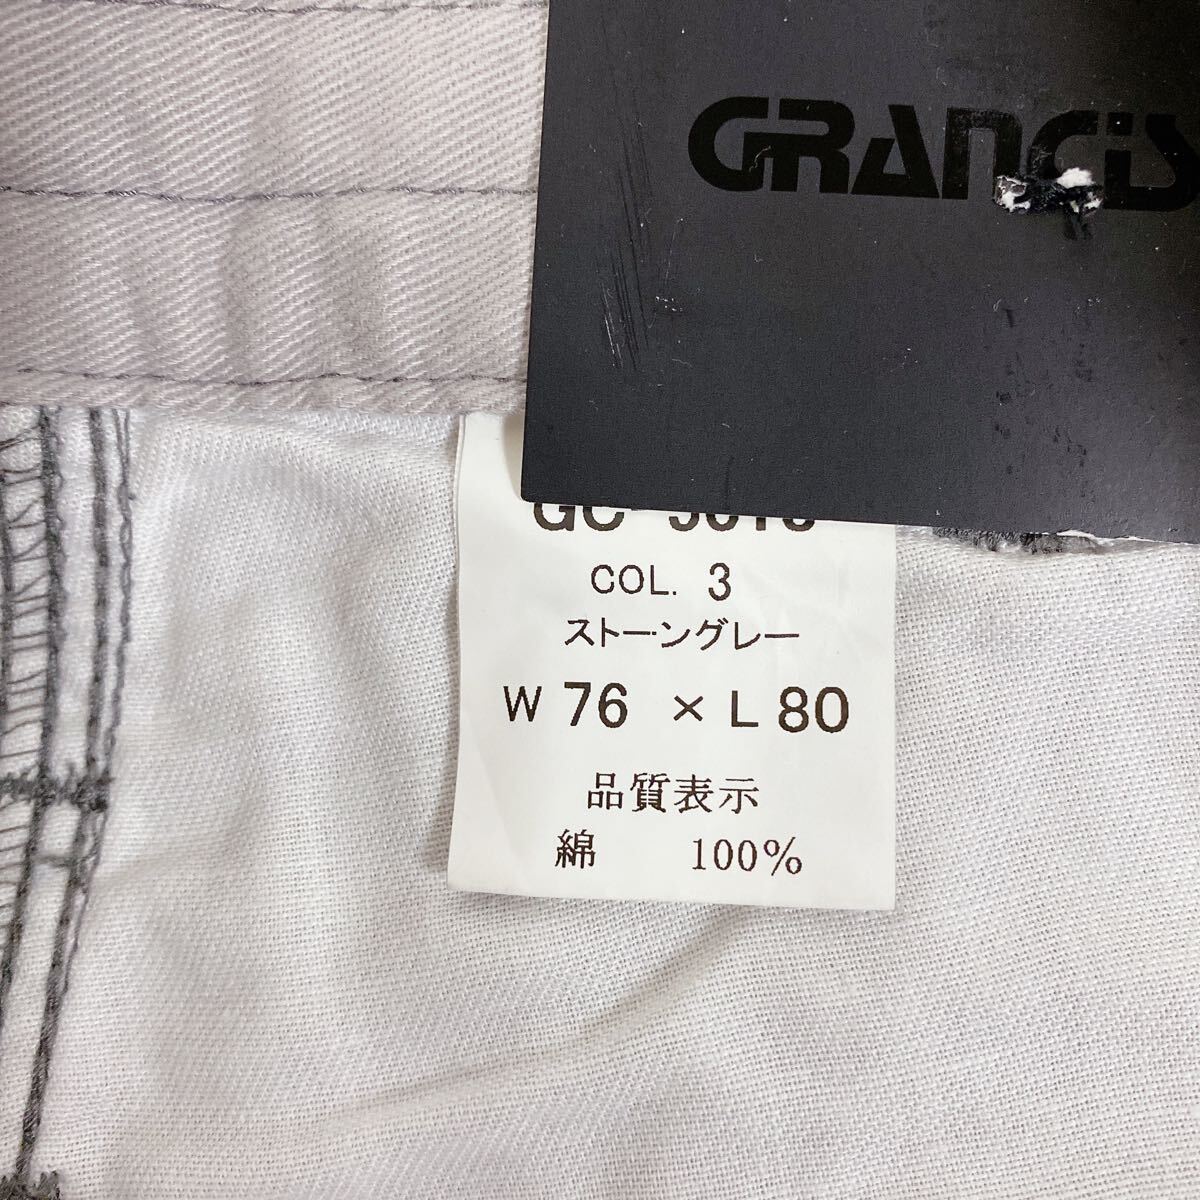 GRANCIS
COL. 3
ストーングレー
W 76 × L 80
品質表示
綿 100%